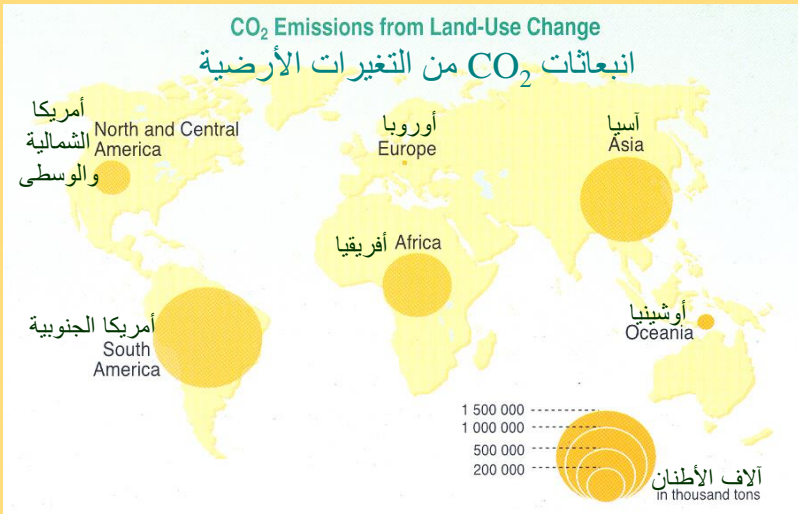 CO₂ Emissions from Land-Use Change
انبعاثات CO₂ من التغيرات الأرضية
أمريكا
الشمالية
والوسطى
North and Central
America
أوروبا
Europe
آسيا
Asia
أفريقيا
Africa
أمريكا الجنوبية
South
America
أوشينيا
Oceania
1 500 000
1 000 000
500 000
200 000
آلاف الأطنان
in thousand tons